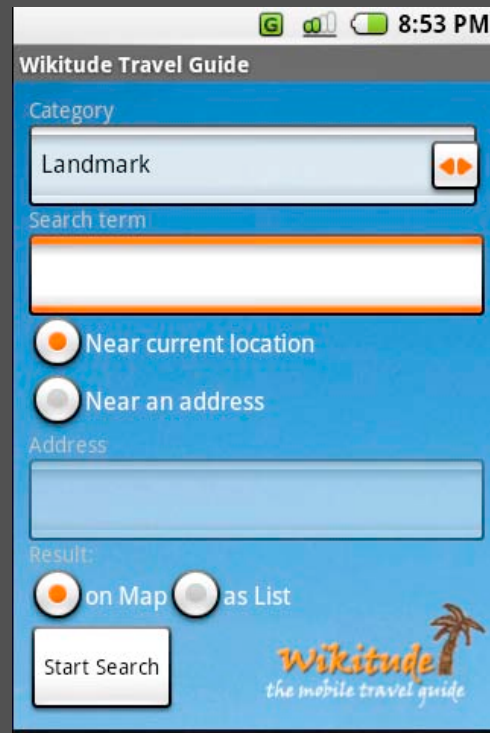 G 8:53 PM
Wikitude Travel Guide
Category
Landmark
Search term
Near current location
Near an address
Address
Result:
on Map as List
Start Search
Wikitude
the mobile travel guide